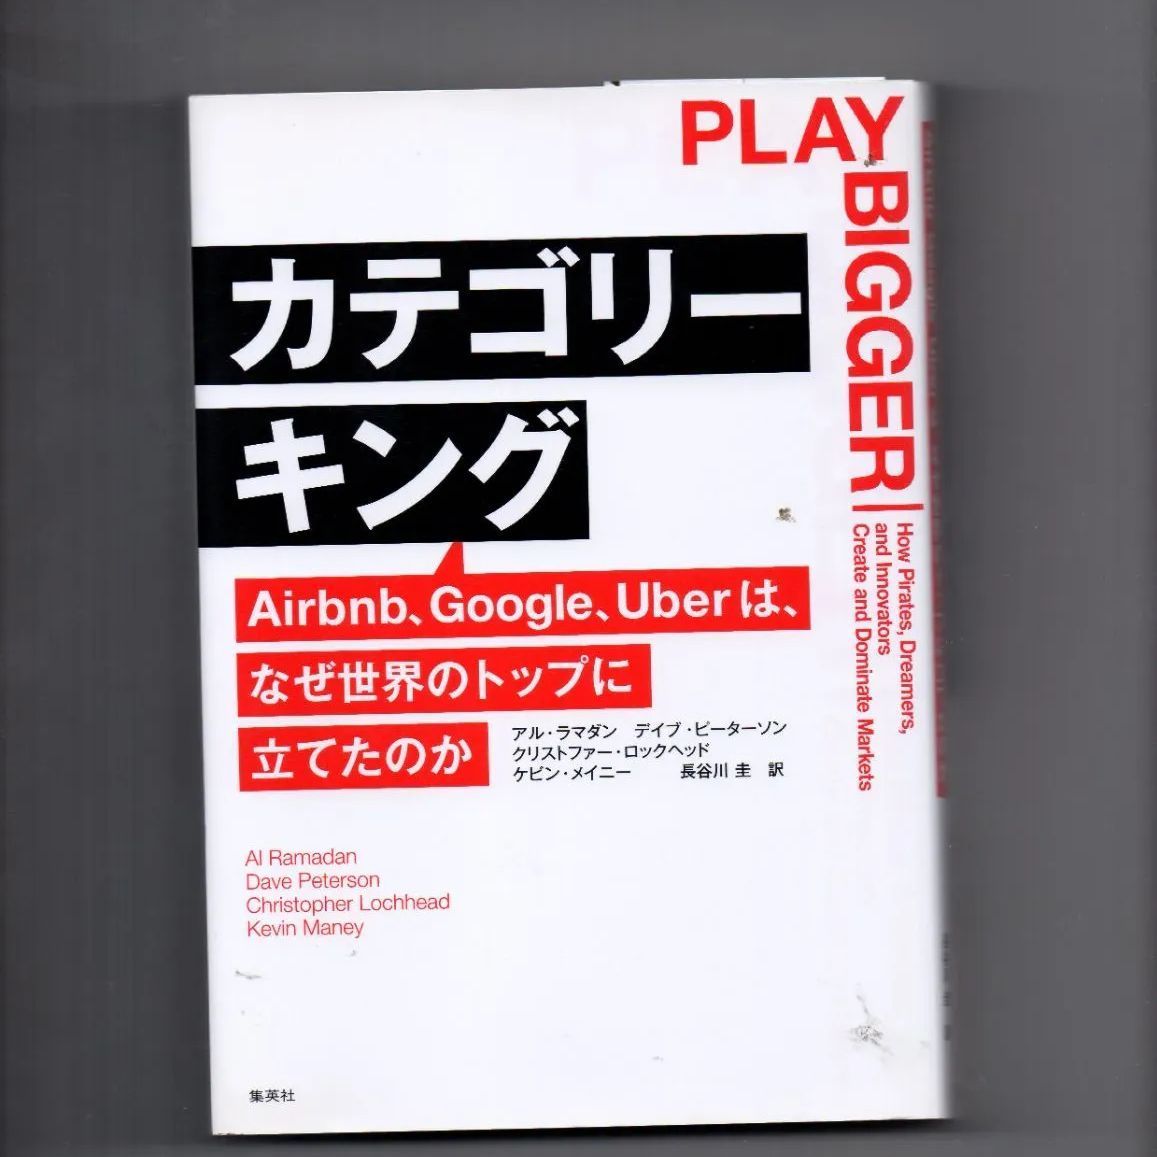 PLAY
BIGGER
How Pirates, Dreamers,
and Innovators
Create and Dominate Markets
カテゴリー
キング
Airbnb、Google、Uberは、
なぜ世界のトップに
立てたのか
アル・ラマダン　デイブ・ピーターソン
クリストファー・ロックヘッド
ケビン・メイニー　　長谷川 圭　訳
Al Ramadan
Dave Peterson
Christopher Lochhead
Kevin Maney
集英社